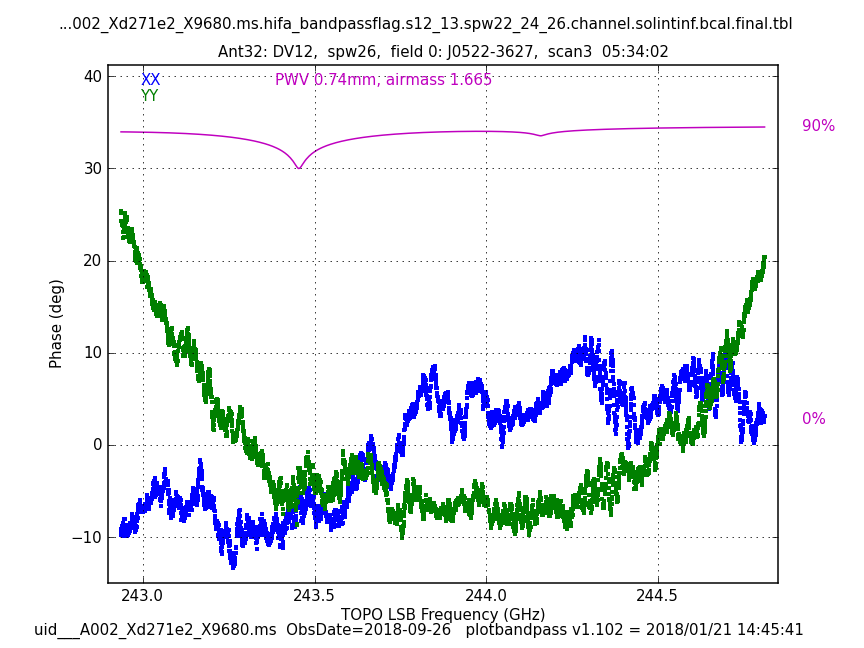 ...002_Xd271e2_X9680.ms.hifa_bandpassflag.s12_13.spw22_24_26.channel.solintinf.bcal.final.tbl
Ant32: DV12,  spw26,  field 0: J0522-3627,  scan3  05:34:02
XX
YY
PWV 0.74mm, airmass 1.665
40
30
20
10
0
−10
Phase (deg)
90%
0%
243.0 243.5 244.0 244.5
TOPO LSB Frequency (GHz)
uid___A002_Xd271e2_X9680.ms  ObsDate=2018-09-26   plotbandpass v1.102 = 2018/01/21 14:45:41